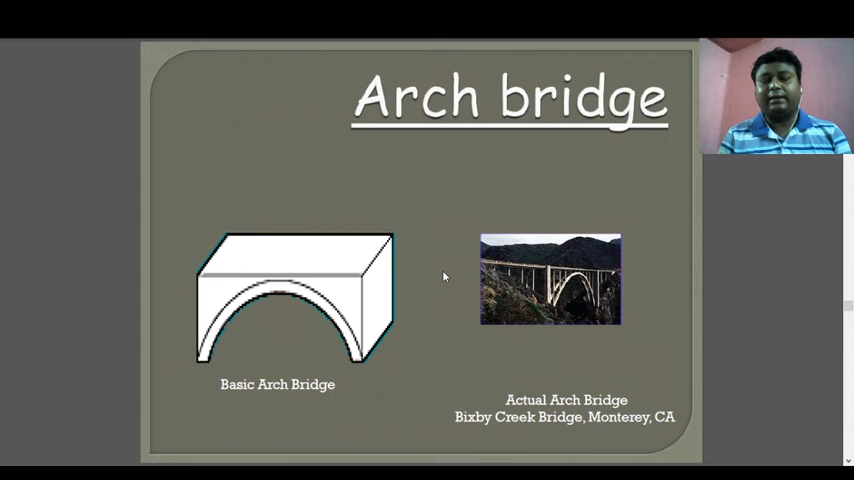 Arch bridge
Basic Arch Bridge
Actual Arch Bridge
Bixby Creek Bridge, Monterey, CA